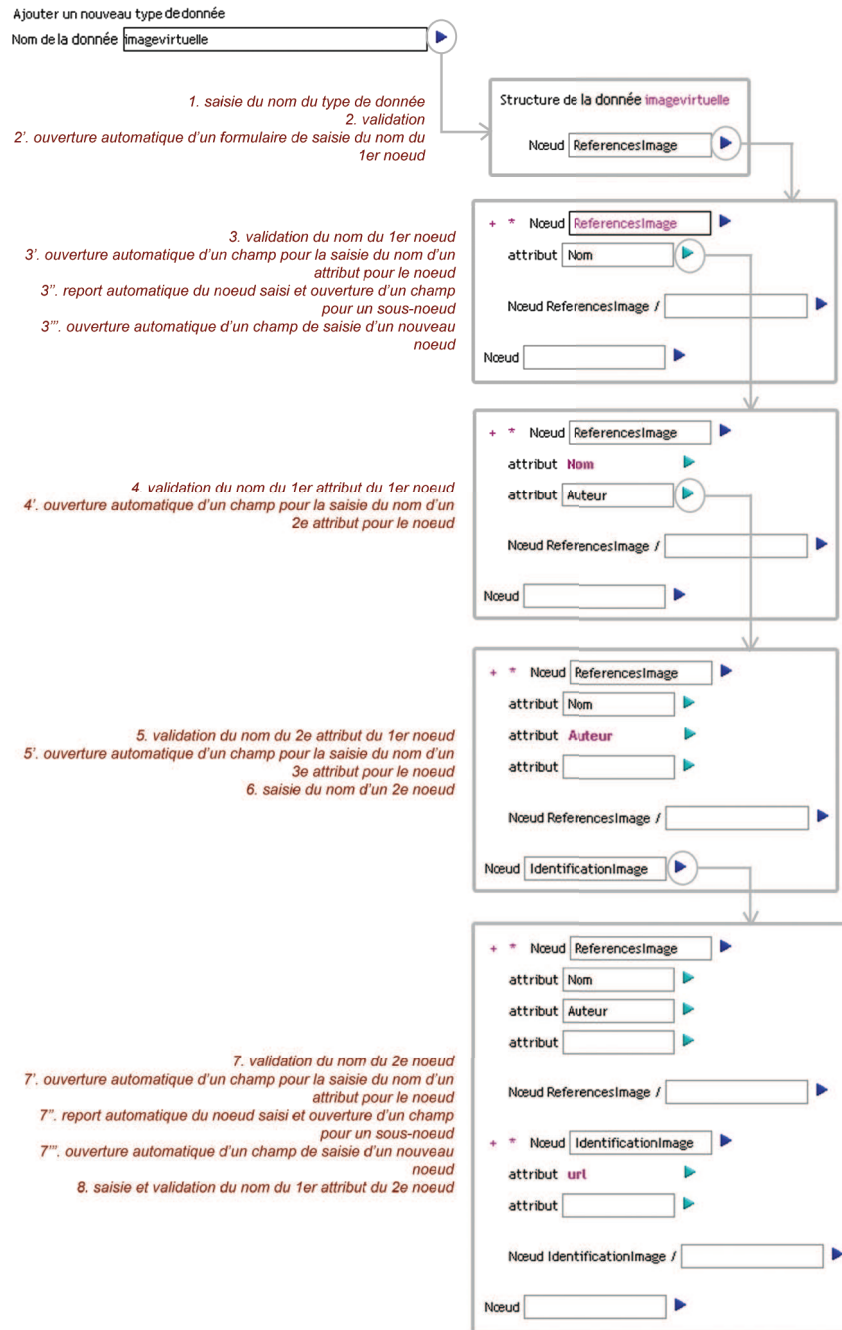 Ajouter un nouveau type de donnée
Nom de la donnée imagevirtuelle
1. saisie du nom du type de donnée
2. validation
2'. ouverture automatique d'un formulaire de saisie du nom du
1er noeud
Structure de la donnée imagevirtuelle
Nœud ReferencesImage
3. validation du nom du 1er noeud
3'. ouverture automatique d'un champ pour la saisie du nom d'un
attribut pour le noeud
3''. report automatique du noeud saisi et ouverture d'un champ
pour un sous-noeud
3'''. ouverture automatique d'un champ de saisie d'un nouveau
noeud
+ * Nœud ReferencesImage
attribut Nom
Nœud ReferencesImage /
Nœud
4. validation du nom du 1er attribut du 1er noeud
4'. ouverture automatique d'un champ pour la saisie du nom d'un
2e attribut pour le noeud
+ * Nœud ReferencesImage
attribut Nom
attribut Auteur
Nœud ReferencesImage /
Nœud
5. validation du nom du 2e attribut du 1er noeud
5'. ouverture automatique d'un champ pour la saisie du nom d'un
3e attribut pour le noeud
6. saisie du nom d'un 2e noeud
+ * Nœud ReferencesImage
attribut Nom
attribut Auteur
attribut
Nœud ReferencesImage /
Nœud IdentificationImage
7. validation du nom du 2e noeud
7'. ouverture automatique d'un champ pour la saisie du nom d'un
attribut pour le noeud
7''. report automatique du noeud saisi et ouverture d'un champ
pour un sous-noeud
7'''. ouverture automatique d'un champ de saisie d'un nouveau
noeud
8. saisie et validation du nom du 1er attribut du 2e noeud
+ * Nœud ReferencesImage
attribut Nom
attribut Auteur
attribut
Nœud ReferencesImage /
+ * Nœud IdentificationImage
attribut url
attribut
Nœud IdentificationImage /
Nœud